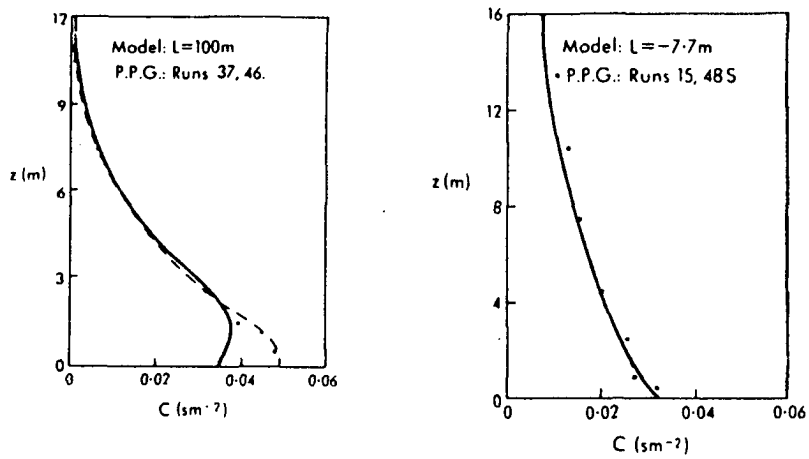 12
Model: L=100m
P.P.G.: Runs 37, 46.
9
z (m)
6
3
0
0 0·02 0·04 0·06
C (sm⁻²)
16
Model: L=-7·7m
P.P.G.: Runs 15, 48S
12
z (m)
8
4
0
0 0·02 0·04 0·06
C (sm⁻²)